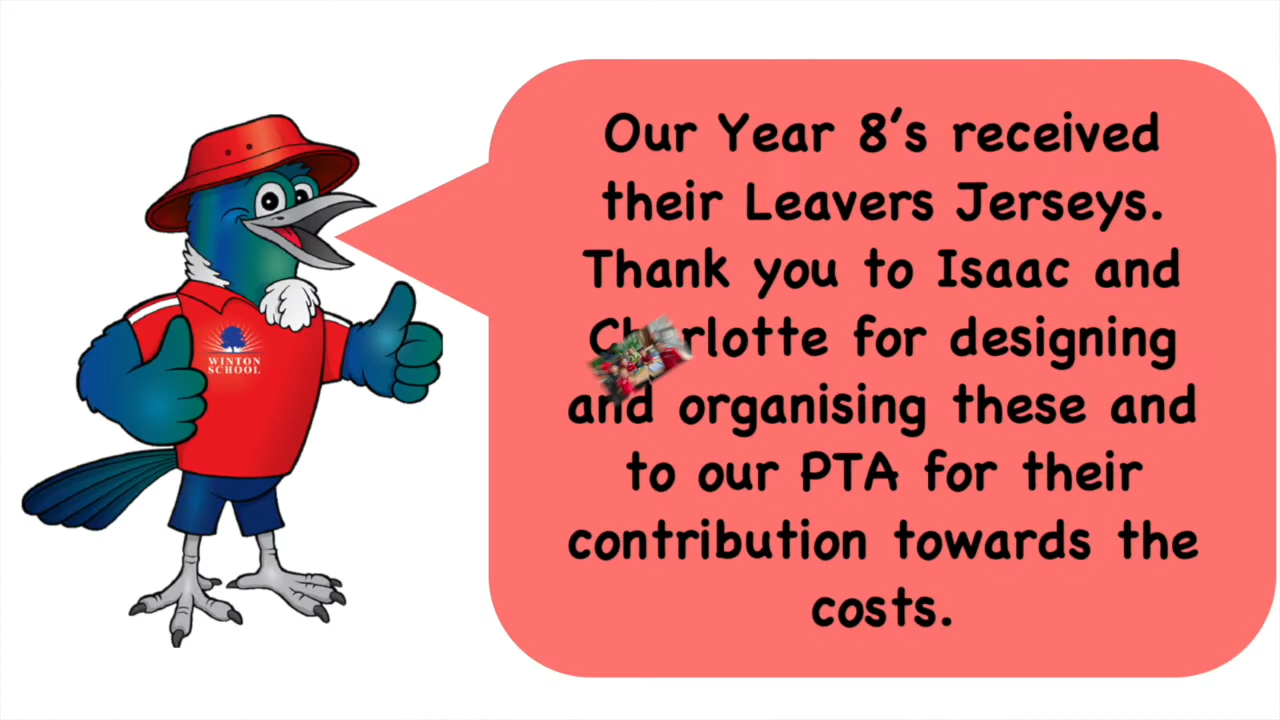 Our Year 8's received
their Leavers Jerseys.
Thank you to Isaac and
Charlotte for designing
and organising these and
to our PTA for their
contribution towards the
costs.
WINTON
SCHOOL